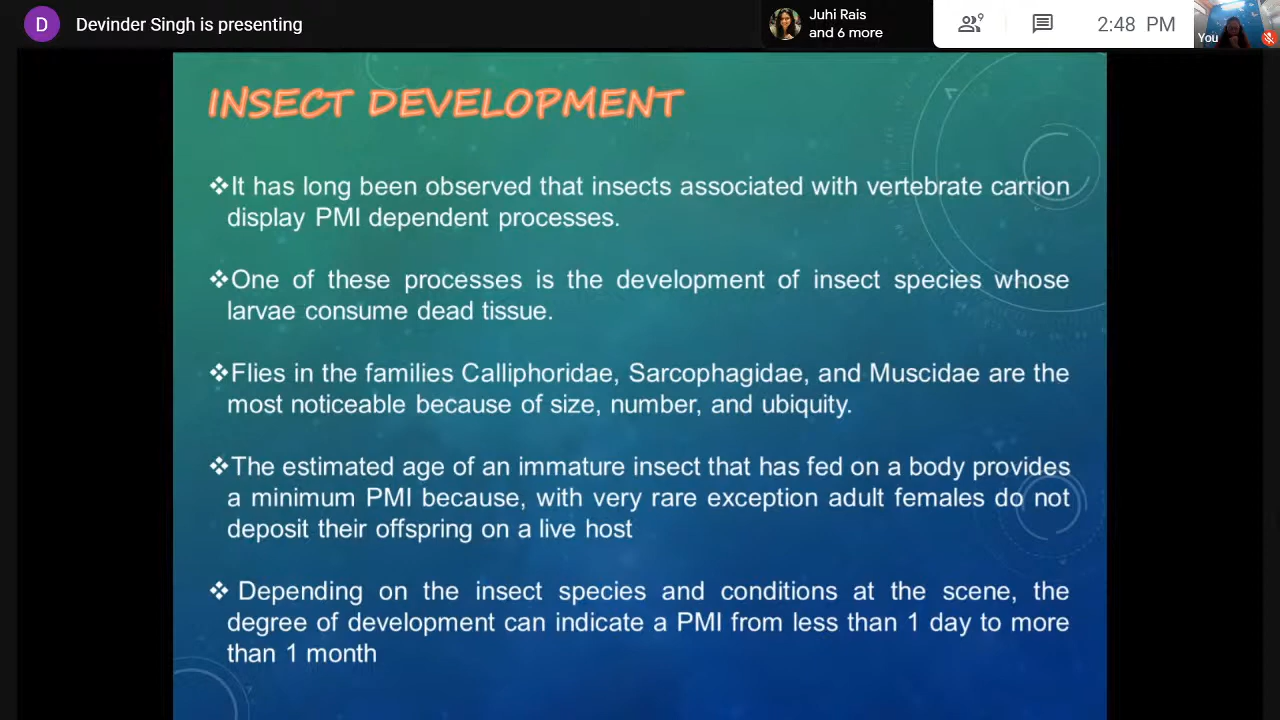 D Devinder Singh is presenting
Juhi Rais
and 6 more
9
2:48 PM
You
INSECT DEVELOPMENT
❖It has long been observed that insects associated with vertebrate carrion
display PMI dependent processes.
❖One of these processes is the development of insect species whose
larvae consume dead tissue.
❖Flies in the families Calliphoridae, Sarcophagidae, and Muscidae are the
most noticeable because of size, number, and ubiquity.
❖The estimated age of an immature insect that has fed on a body provides
a minimum PMI because, with very rare exception adult females do not
deposit their offspring on a live host
❖ Depending on the insect species and conditions at the scene, the
degree of development can indicate a PMI from less than 1 day to more
than 1 month